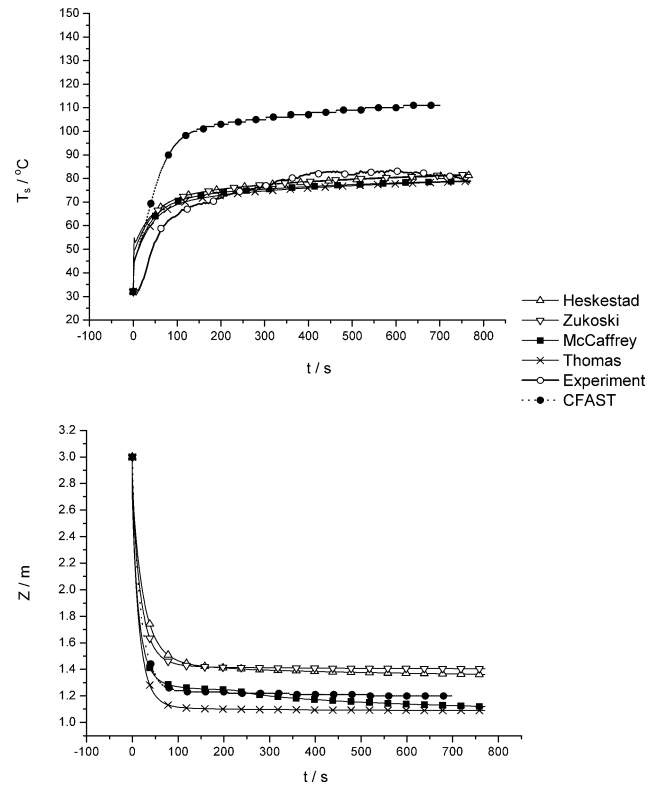 150
140
130
120
110
100
90
80
70
60
50
40
30
20
T_s / °C
-100 0 100 200 300 400 500 600 700 800
t / s
Heskestad
Zukoski
McCaffrey
Thomas
Experiment
CFAST
3.2
3.0
2.8
2.6
2.4
2.2
2.0
1.8
1.6
1.4
1.2
1.0
Z / m
-100 0 100 200 300 400 500 600 700 800
t / s